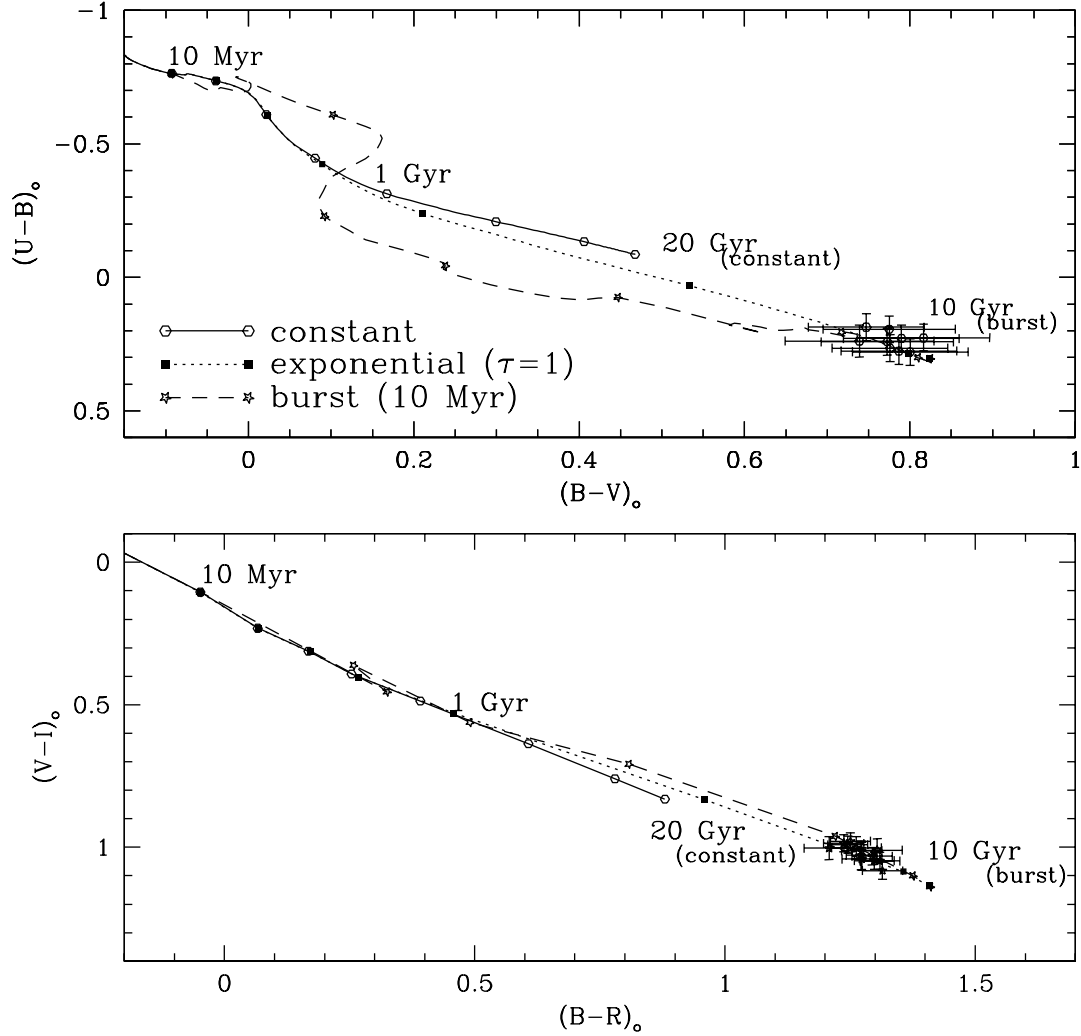 −1
10 Myr
−0.5
1 Gyr
(U−B)o
20 Gyr
(constant)
0
10 Gyr
(burst)
constant
exponential (τ=1)
burst (10 Myr)
0.5
0 0.2 0.4 0.6 0.8 1
(B−V)o
0
10 Myr
0.5
1 Gyr
(V−I)o
20 Gyr
(constant)
1
10 Gyr
(burst)
0 0.5 1 1.5
(B−R)o